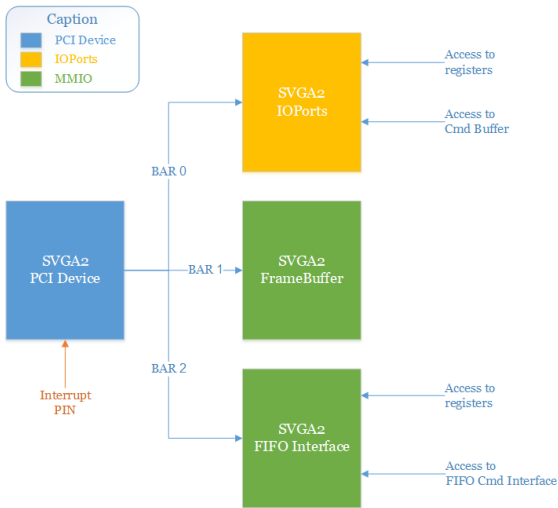 Caption
PCI Device
IOPorts
MMIO
SVGA2
IOPorts
Access to
registers
Access to
Cmd Buffer
BAR 0
SVGA2
PCI Device
BAR 1
SVGA2
FrameBuffer
BAR 2
Interrupt
PIN
SVGA2
FIFO Interface
Access to
registers
Access to
FIFO Cmd Interface